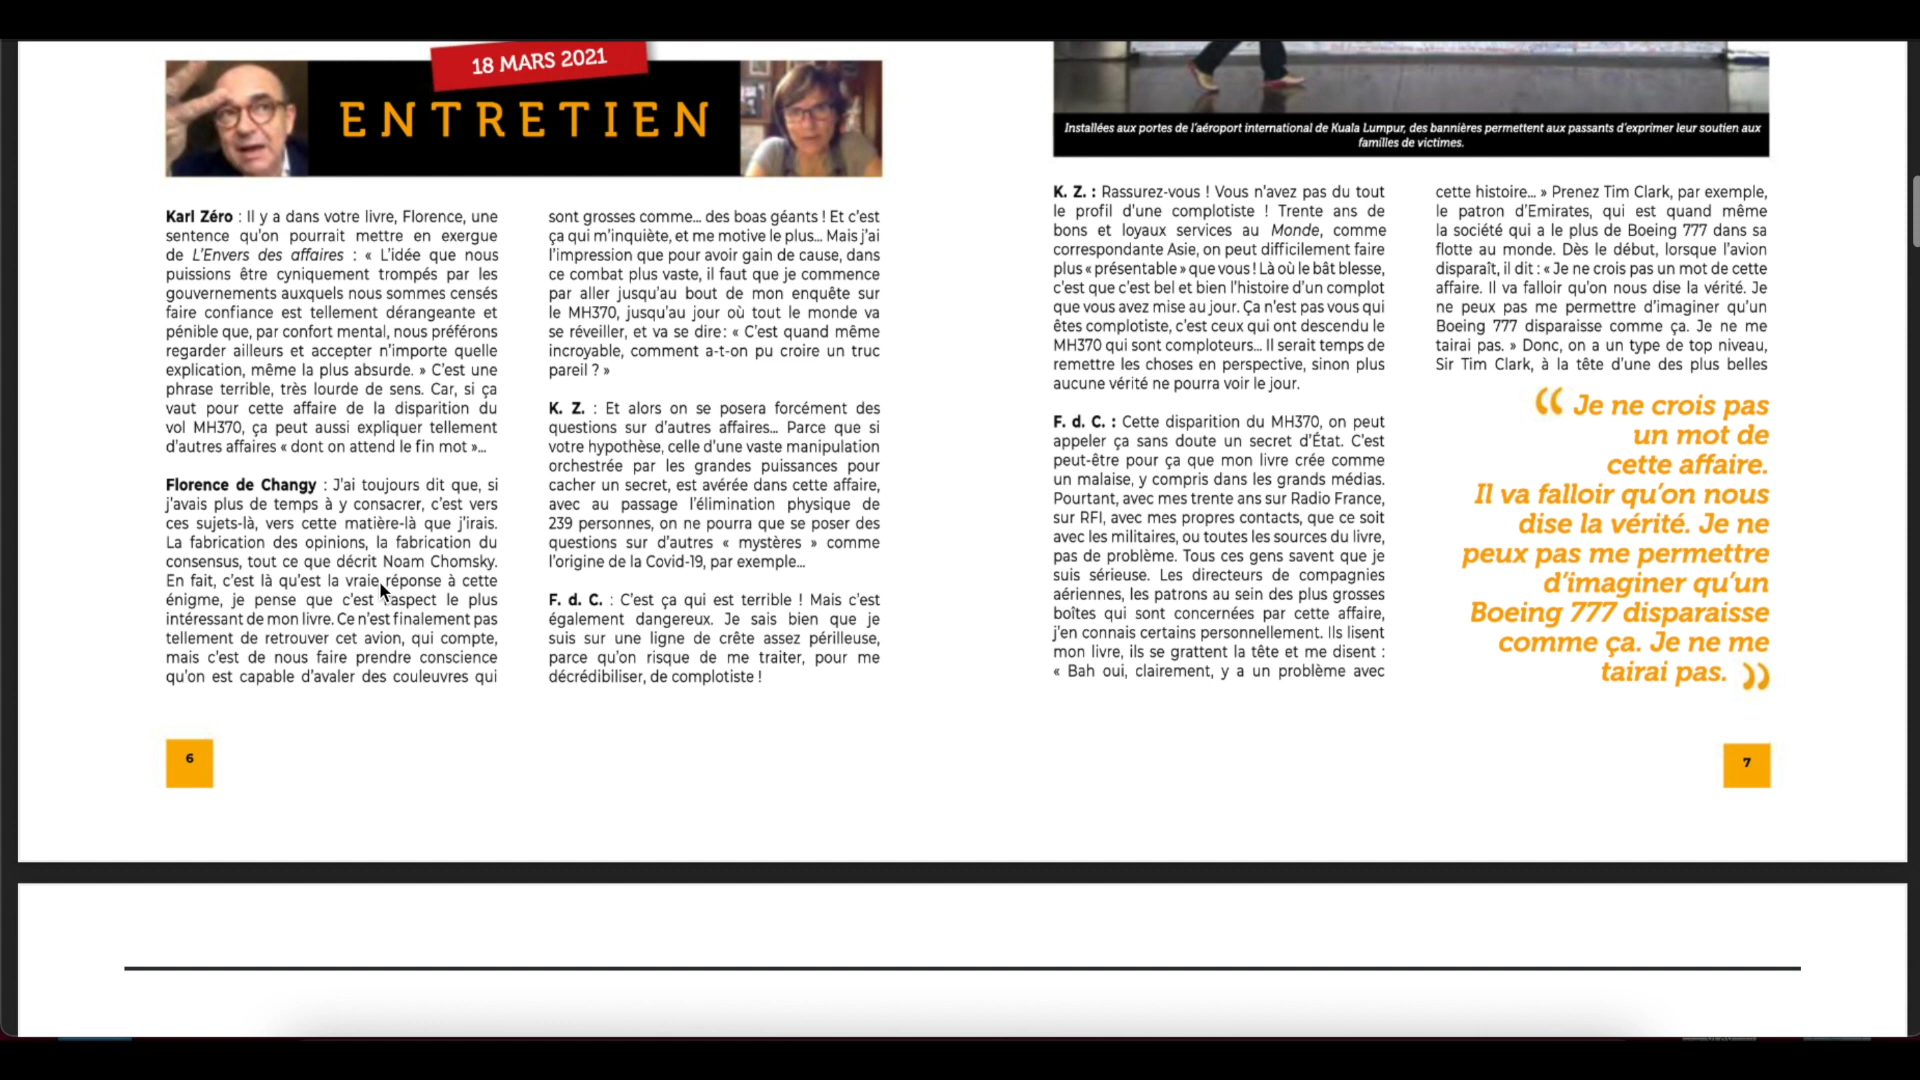 18 MARS 2021
ENTRETIEN
Karl Zéro : Il y a dans votre livre, Florence, une
sentence qu'on pourrait mettre en exergue
de L'Envers des affaires : « L'idée que nous
puissions être cyniquement trompés par les
gouvernements auxquels nous sommes censés
faire confiance est tellement dérangeante et
pénible que, par confort mental, nous préférons
regarder ailleurs et accepter n'importe quelle
explication, même la plus absurde. » C'est une
phrase terrible, très lourde de sens. Car, si ça
vaut pour cette affaire de la disparition du
vol MH370, ça peut aussi expliquer tellement
d'autres affaires « dont on attend le fin mot »...
Florence de Changy : J'ai toujours dit que, si
j'avais plus de temps à y consacrer, c'est vers
ces sujets-là, vers cette matière-là que j'irais.
La fabrication des opinions, la fabrication du
consensus, tout ce que décrit Noam Chomsky.
En fait, c'est là qu'est la vraie réponse à cette
énigme, je pense que c'est l'aspect le plus
intéressant de mon livre. Ce n'est finalement pas
tellement de retrouver cet avion, qui compte,
mais c'est de nous faire prendre conscience
qu'on est capable d'avaler des couleuvres qui
sont grosses comme... des boas géants ! Et c'est
ça qui m'inquiète, et me motive le plus... Mais j'ai
l'impression que pour avoir gain de cause, dans
ce combat plus vaste, il faut que je commence
par aller jusqu'au bout de mon enquête sur
le MH370, jusqu'au jour où tout le monde va
se réveiller, et va se dire : « C'est quand même
incroyable, comment a-t-on pu croire un truc
pareil ? »
K. Z. : Et alors on se posera forcément des
questions sur d'autres affaires... Parce que si
votre hypothèse, celle d'une vaste manipulation
orchestrée par les grandes puissances pour
cacher un secret, est avérée dans cette affaire,
avec au passage l'élimination physique de
239 personnes, on ne pourra que se poser des
questions sur d'autres « mystères » comme
l'origine de la Covid-19, par exemple...
F. d. C. : C'est ça qui est terrible ! Mais c'est
également dangereux. Je sais bien que je
suis sur une ligne de crête assez périlleuse,
parce qu'on risque de me traiter, pour me
décrédibiliser, de complotiste !
6
Installées aux portes de l'aéroport international de Kuala Lumpur, des bannières permettent aux passants d'exprimer leur soutien aux
familles de victimes.
K. Z. : Rassurez-vous ! Vous n'avez pas du tout
le profil d'une complotiste ! Trente ans de
bons et loyaux services au Monde, comme
correspondante Asie, on peut difficilement faire
plus « présentable » que vous ! Là où le bât blesse,
c'est que c'est bel et bien l'histoire d'un complot
que vous avez mise au jour. Ça n'est pas vous qui
êtes complotiste, c'est ceux qui ont descendu le
MH370 qui sont comploteurs... Il serait temps de
remettre les choses en perspective, sinon plus
aucune vérité ne pourra voir le jour.
F. d. C. : Cette disparition du MH370, on peut
appeler ça sans doute un secret d'État. C'est
peut-être pour ça que mon livre crée comme
un malaise, y compris dans les grands médias.
Pourtant, avec mes trente ans sur Radio France,
sur RFI, avec mes propres contacts, que ce soit
avec les militaires, ou toutes les sources du livre,
pas de problème. Tous ces gens savent que je
suis sérieuse. Les directeurs de compagnies
aériennes, les patrons au sein des plus grosses
boîtes qui sont concernées par cette affaire,
j'en connais certains personnellement. Ils lisent
mon livre, ils se grattent la tête et me disent :
« Bah oui, clairement, y a un problème avec
cette histoire... » Prenez Tim Clark, par exemple,
le patron d'Emirates, qui est quand même
la société qui a le plus de Boeing 777 dans sa
flotte au monde. Dès le début, lorsque l'avion
disparaît, il dit : « Je ne crois pas un mot de cette
affaire. Il va falloir qu'on nous dise la vérité. Je
ne peux pas me permettre d'imaginer qu'un
Boeing 777 disparaisse comme ça. Je ne me
tairai pas. » Donc, on a un type de top niveau,
Sir Tim Clark, à la tête d'une des plus belles
“ Je ne crois pas
un mot de
cette affaire.
Il va falloir qu'on nous
dise la vérité. Je ne
peux pas me permettre
d'imaginer qu'un
Boeing 777 disparaisse
comme ça. Je ne me
tairai pas. ”
7